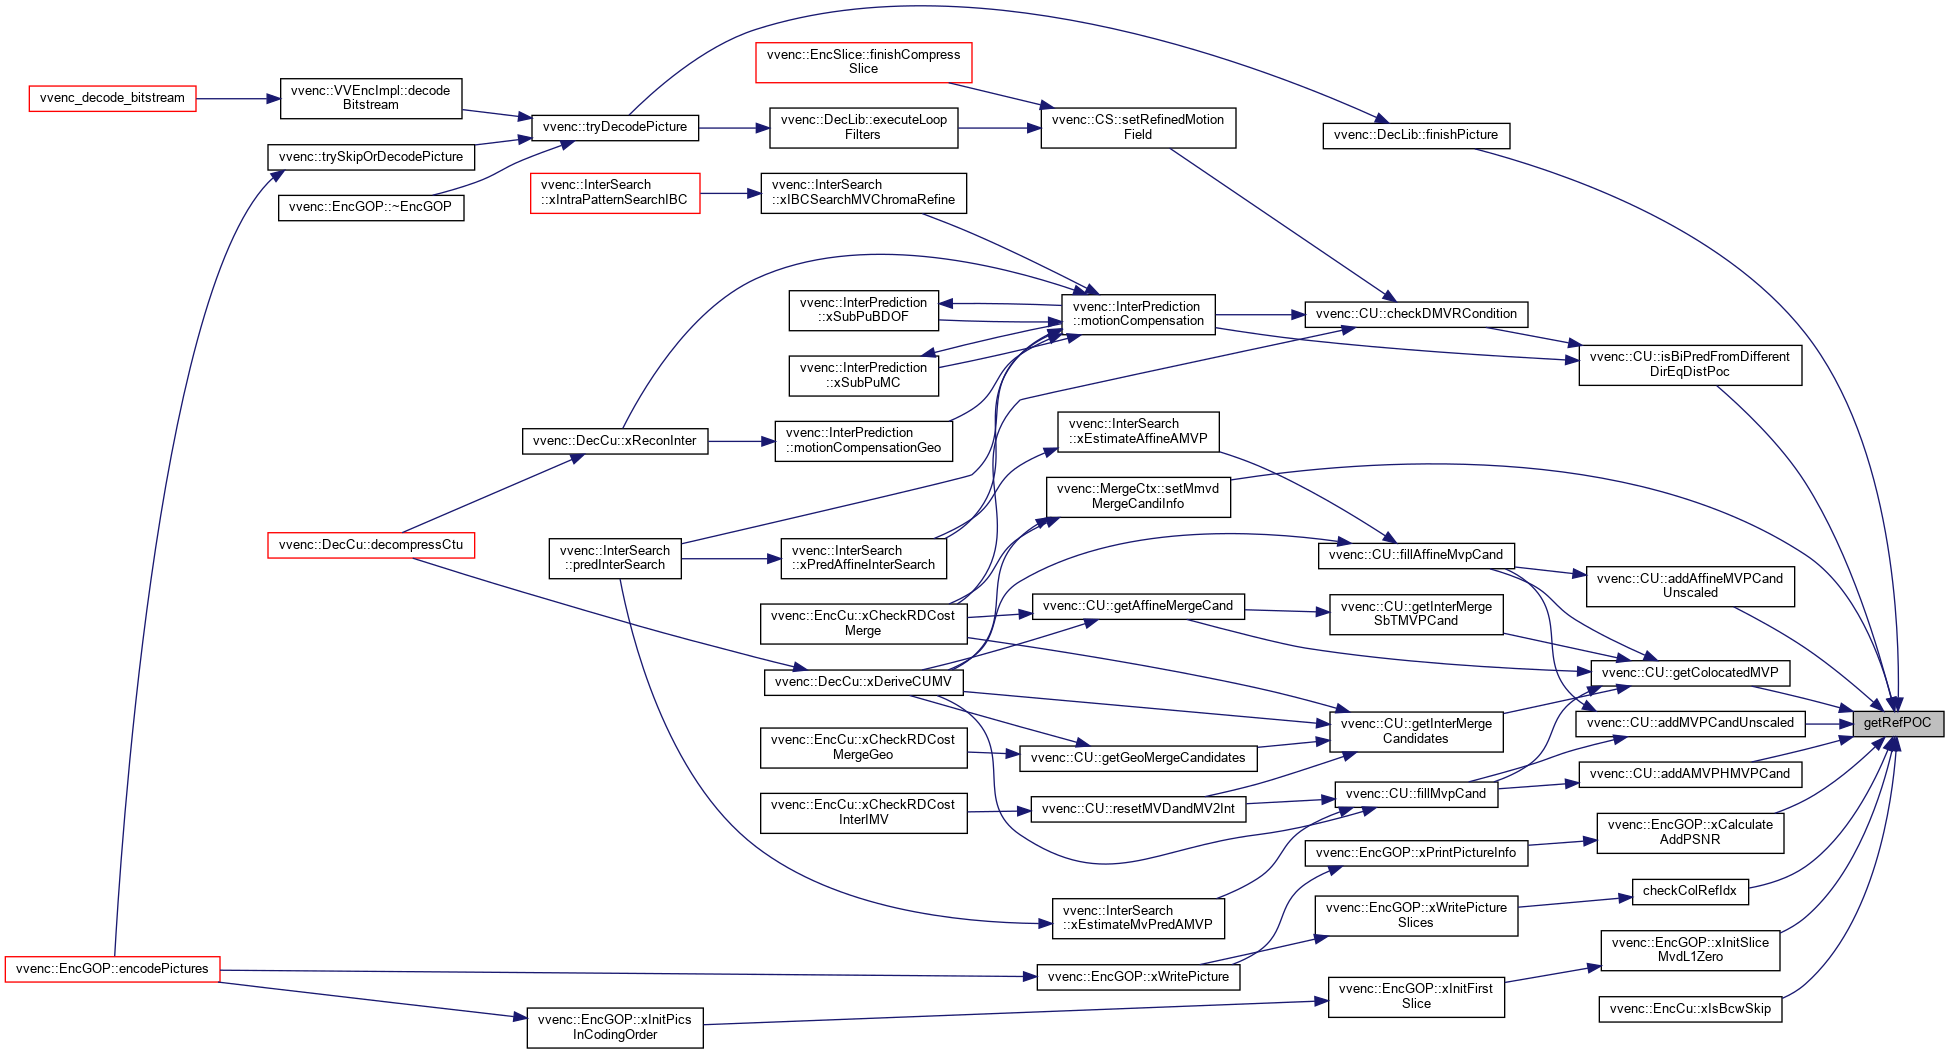 vvenc::EncSlice::finishCompress
Slice
vvenc_decode_bitstream
vvenc::VVEncImpl::decode
Bitstream
vvenc::tryDecodePicture
vvenc::DecLib::executeLoop
Filters
vvenc::CS::setRefinedMotion
Field
vvenc::DecLib::finishPicture
vvenc::trySkipOrDecodePicture
vvenc::EncGOP::~EncGOP
vvenc::InterSearch
::xIntraPatternSearchIBC
vvenc::InterSearch
::xIBCSearchMVChromaRefine
vvenc::InterPrediction
::xSubPuBDOF
vvenc::InterPrediction
::motionCompensation
vvenc::CU::checkDMVRCondition
vvenc::InterPrediction
::xSubPuMC
vvenc::CU::isBiPredFromDifferent
DirEqDistPoc
vvenc::DecCu::xReconInter
vvenc::InterPrediction
::motionCompensationGeo
vvenc::InterSearch
::xEstimateAffineAMVP
vvenc::MergeCtx::setMmvd
MergeCandiInfo
vvenc::DecCu::decompressCtu
vvenc::InterSearch
::predInterSearch
vvenc::InterSearch
::xPredAffineInterSearch
vvenc::CU::fillAffineMvpCand
vvenc::CU::addAffineMVPCand
Unscaled
vvenc::EncCu::xCheckRDCost
Merge
vvenc::CU::getAffineMergeCand
vvenc::CU::getInterMerge
SbTMVPCand
vvenc::DecCu::xDeriveCUMV
vvenc::CU::getColocatedMVP
vvenc::CU::getInterMerge
Candidates
vvenc::CU::addMVPCandUnscaled
getRefPOC
vvenc::EncCu::xCheckRDCost
MergeGeo
vvenc::CU::getGeoMergeCandidates
vvenc::CU::addAMVPHMVPCand
vvenc::EncCu::xCheckRDCost
InterIMV
vvenc::CU::resetMVDandMV2Int
vvenc::CU::fillMvpCand
vvenc::EncGOP::xCalculate
AddPSNR
vvenc::EncGOP::xPrintPictureInfo
checkColRefIdx
vvenc::InterSearch
::xEstimateMvPredAMVP
vvenc::EncGOP::xWritePicture
Slices
vvenc::EncGOP::xInitSlice
MvdL1Zero
vvenc::EncGOP::encodePictures
vvenc::EncGOP::xWritePicture
vvenc::EncGOP::xInitFirst
Slice
vvenc::EncCu::xIsBcwSkip
vvenc::EncGOP::xInitPics
InCodingOrder